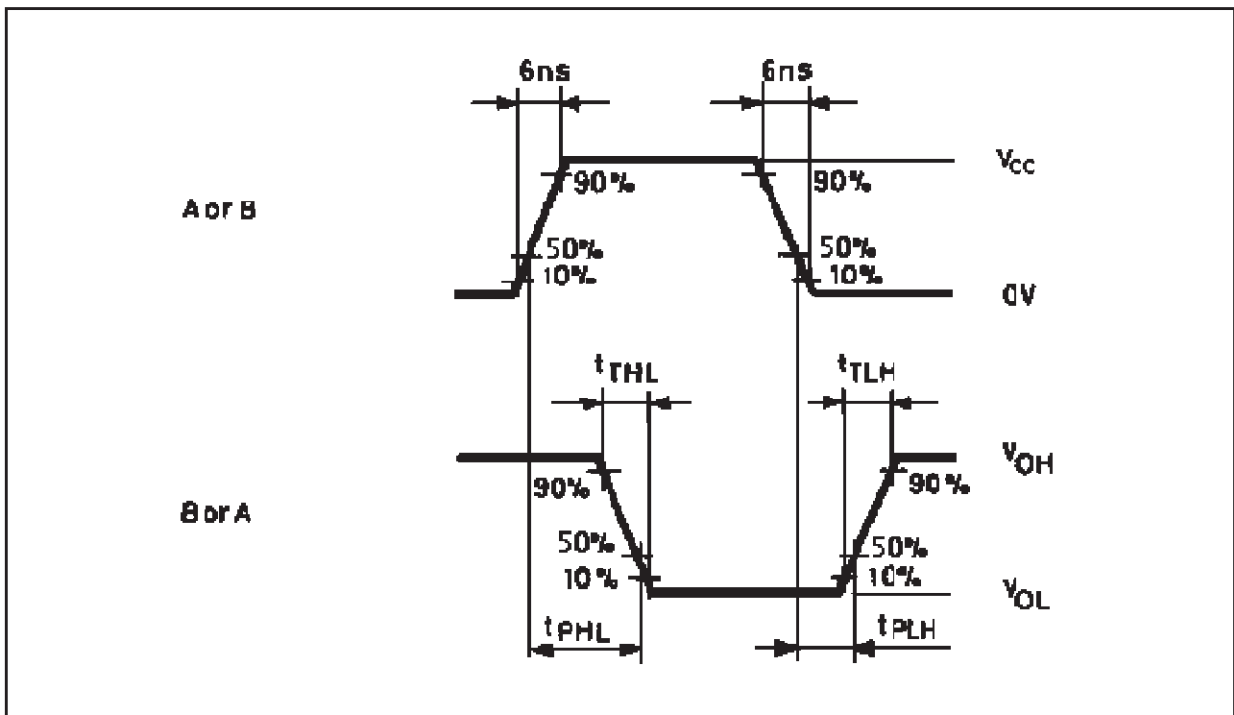 6ns 6ns
VCC
90% 90%
A or B
50% 50%
10% 10%
0V
tTHL tTLH
VOH
90% 90%
B or A
50% 50%
10% 10%
VOL
tPHL tPLH